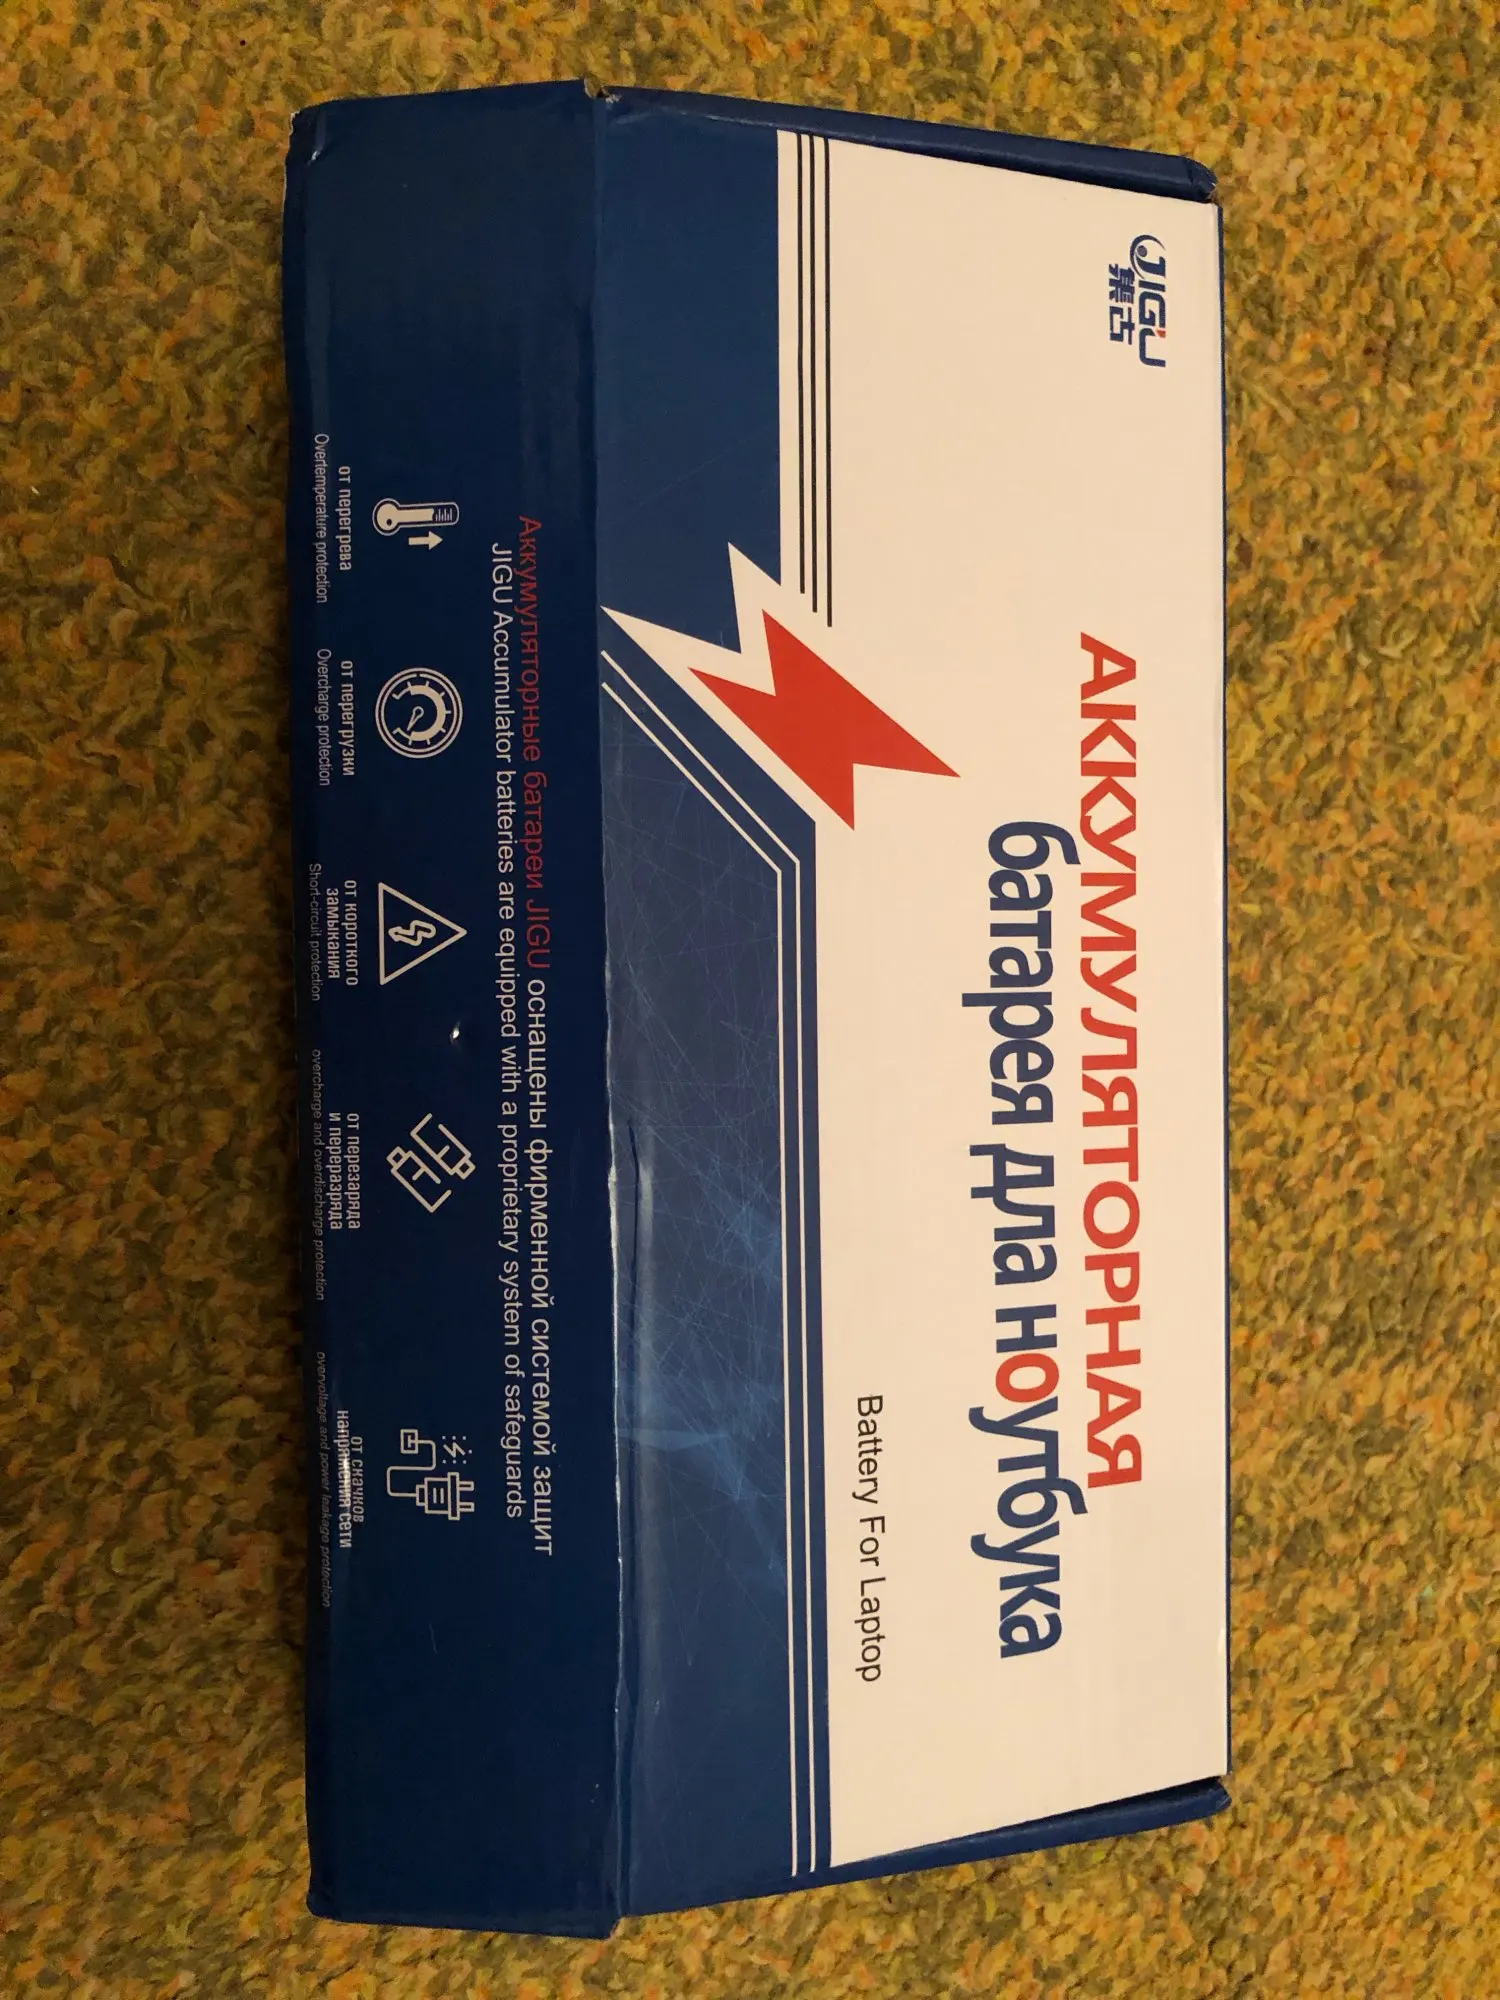 JIGU
集古
АККУМУЛЯТОРНАЯ
батарея дла ноутбука
Battery For Laptop
Аккумуляторные батареи JIGU оснащены фирменной системой защит
JIGU Accumulator batteries are equipped with a proprietary system of safeguards
от перегрева
Overtemperature protection
от перегрузки
Overcharge protection
от короткого
замыкания
Short-circuit protection
от перезаряда
и переразряда
overcharge and overdischarge protection
от скачков
напряжения сети
overvoltage and power leakage protection